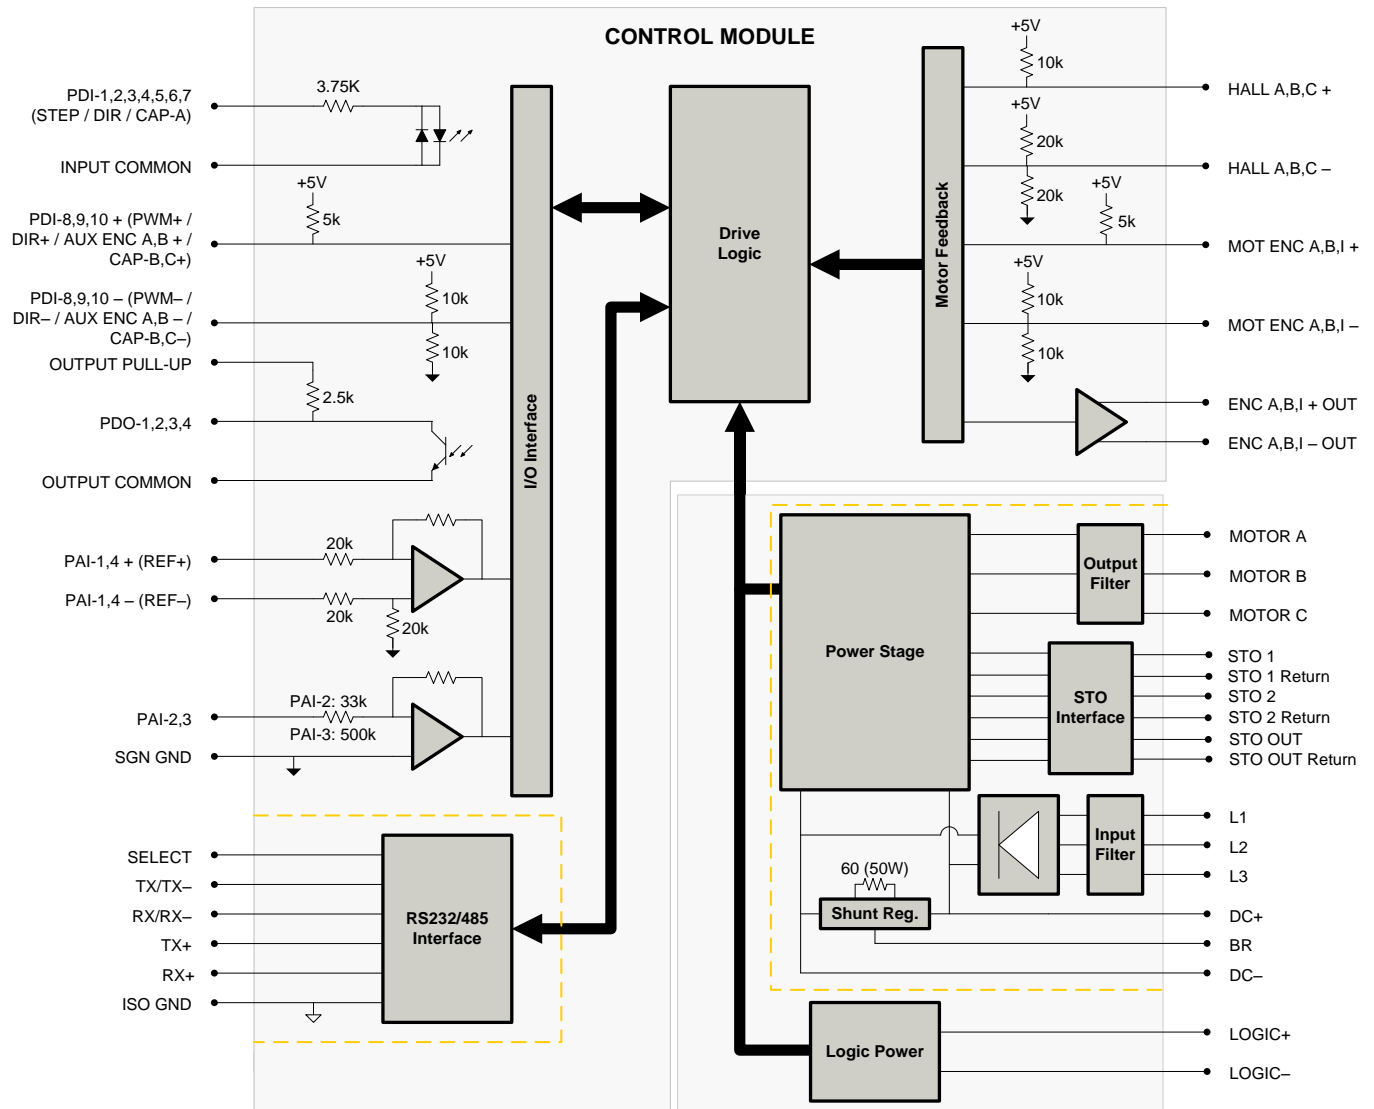 CONTROL MODULE
PDI-1,2,3,4,5,6,7
(STEP / DIR / CAP-A)
3.75K
INPUT COMMON
+5V
5k
PDI-8,9,10 + (PWM+ /
DIR+ / AUX ENC A,B + /
CAP-B,C+)
+5V
10k
10k
PDI-8,9,10 – (PWM– /
DIR– / AUX ENC A,B – /
CAP-B,C–)
OUTPUT PULL-UP
2.5k
PDO-1,2,3,4
OUTPUT COMMON
PAI-1,4 + (REF+)
20k
PAI-1,4 – (REF–)
20k
20k
PAI-2,3
PAI-2: 33k
PAI-3: 500k
SGN GND
I/O Interface
SELECT
TX/TX–
RX/RX–
TX+
RX+
ISO GND
RS232/485
Interface
Drive
Logic
Motor Feedback
+5V
10k
HALL A,B,C +
+5V
20k
20k
HALL A,B,C –
+5V
5k
MOT ENC A,B,I +
+5V
10k
10k
MOT ENC A,B,I –
ENC A,B,I + OUT
ENC A,B,I – OUT
Power Stage
Output
Filter
MOTOR A
MOTOR B
MOTOR C
STO
Interface
STO 1
STO 1 Return
STO 2
STO 2 Return
STO OUT
STO OUT Return
Input
Filter
L1
L2
L3
60 (50W)
Shunt Reg.
DC+
BR
DC–
Logic Power
LOGIC+
LOGIC–